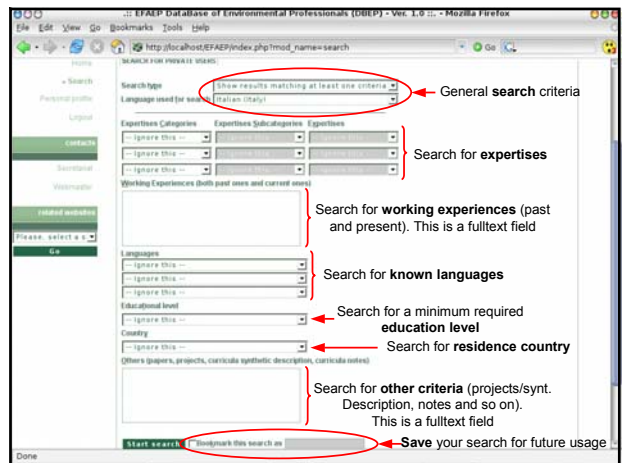 .:: EFAEP DataBase of Environmental Professionals (DBEP) - Ver. 1.0 ::. - Mozilla Firefox
File Edit View Go Bookmarks Tools Help
http://localhost/EFAEP/index.php?mod_name=search
Go
Home
SEARCH FOR PRIVATE USERS
Search
Search type
Show results matching at least one criteria
General search criteria
Personal profile
Language used for search
Italian (Italy)
Logout
Expertises Categories Expertises Subcategories Expertises
contacts
-- Ignore this --
-- Ignore this --
Search for expertises
-- Ignore this --
Secretariat
Webmaster
Working Experiences (both past ones and current ones)
related websites
Search for working experiences (past
and present). This is a fulltext field
Please, select a s
Go
Languages
-- Ignore this --
-- Ignore this --
Search for known languages
-- Ignore this --
Educational level
Search for a minimum required
education level
-- Ignore this --
Country
-- Ignore this --
Search for residence country
Others (papers, projects, curricula synthetic description, curricula notes)
Search for other criteria (projects/synt.
Description, notes and so on).
This is a fulltext field
Start search
Bookmark this search as
Save your search for future usage
Done